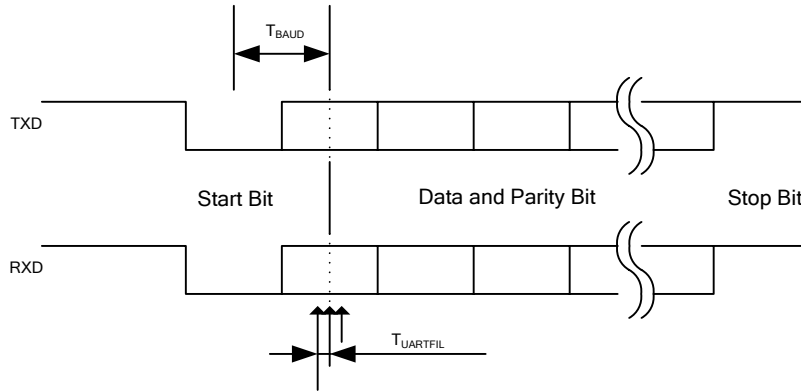 TBAUD
TXD
Start Bit
Data and Parity Bit
Stop Bit
RXD
TUARTFIL